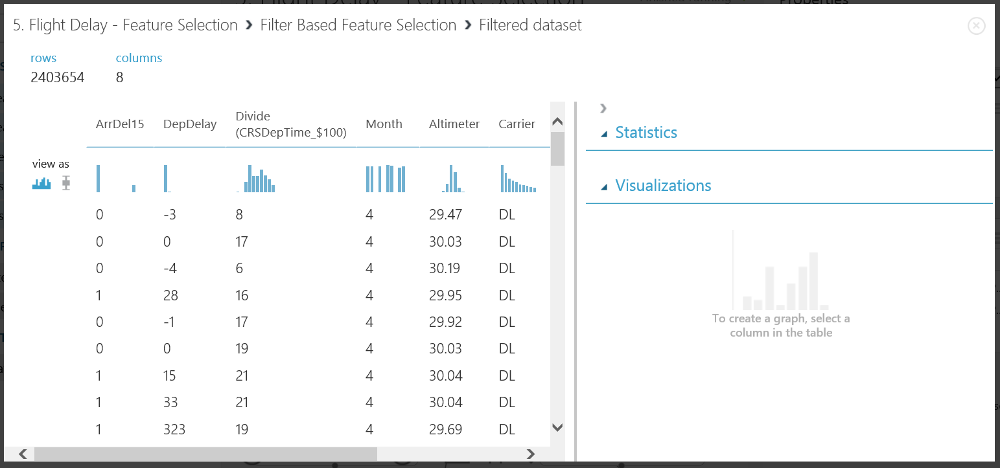 5. Flight Delay - Feature Selection › Filter Based Feature Selection › Filtered dataset
rows columns
2403654 8
ArrDel15 DepDelay Divide (CRSDepTime_$100) Month Altimeter Carrier
view as
0 -3 8 4 29.47 DL
0 0 17 4 30.03 DL
0 -4 6 4 30.19 DL
1 28 16 4 29.95 DL
0 -1 17 4 29.92 DL
0 0 19 4 30.03 DL
1 15 21 4 30.04 DL
1 33 21 4 30.04 DL
1 323 19 4 29.69 DL
Statistics
Visualizations
To create a graph, select a
column in the table